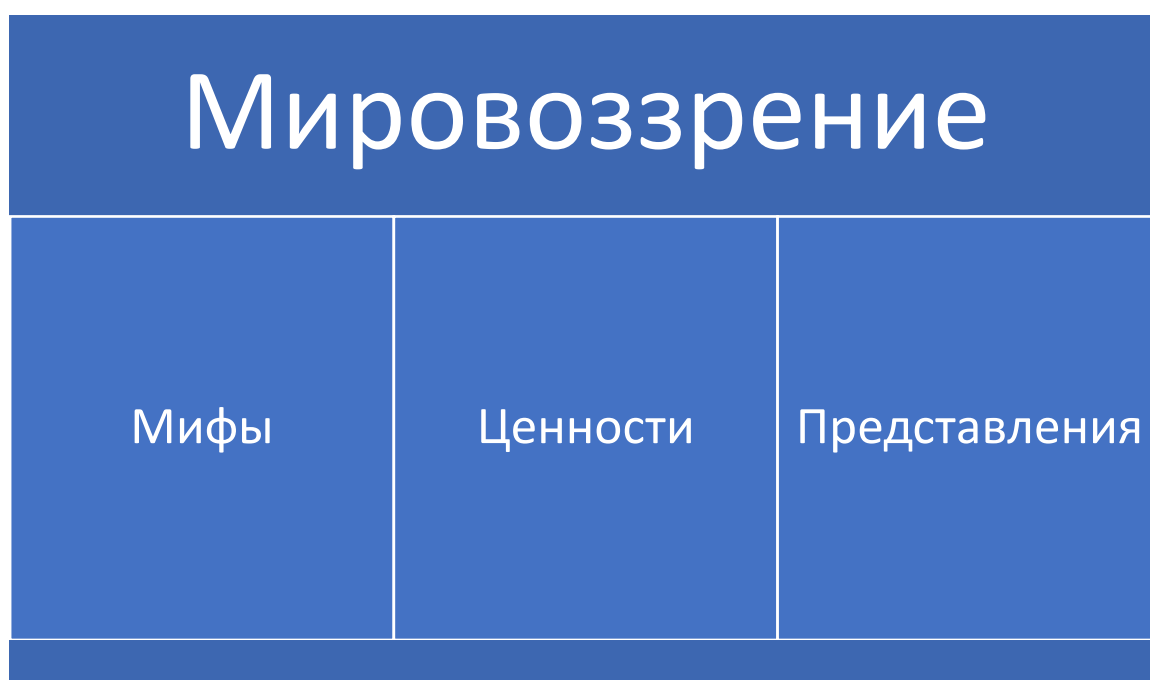 Мировоззрение
Мифы
Ценности
Представления